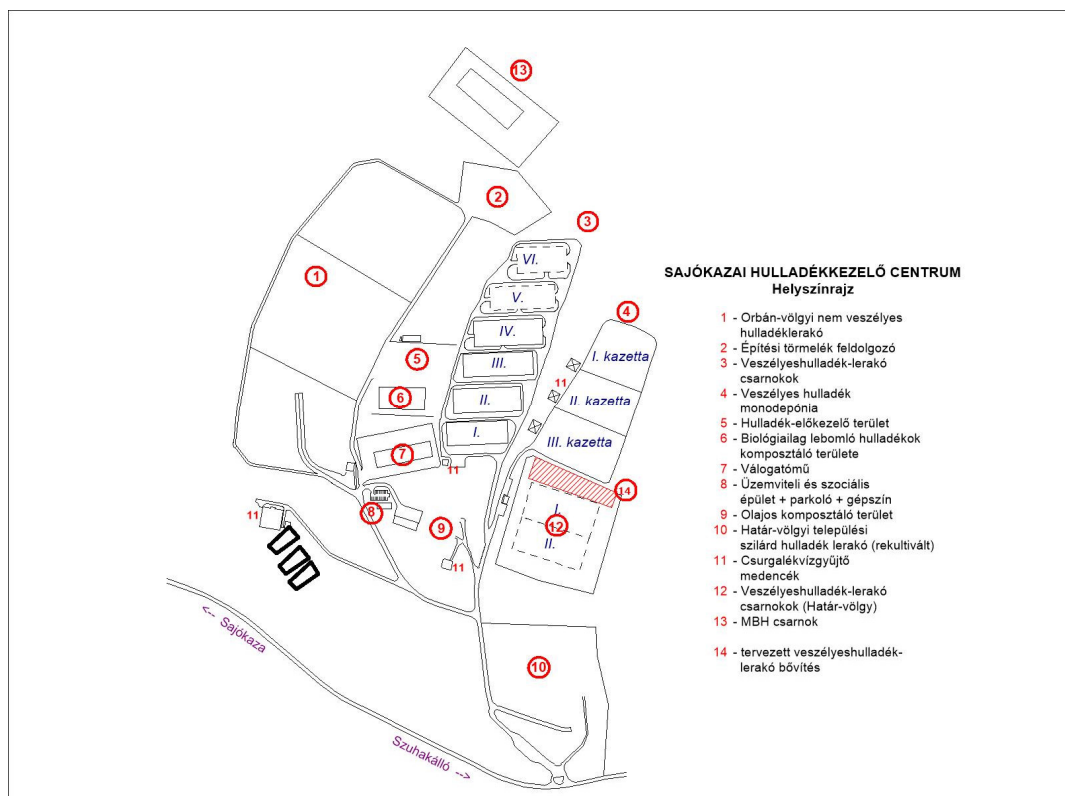 13
2
3
VI.
1
V.
4
IV.
I. kazetta
5
III.
11
6
II.
II. kazetta
I.
III. kazetta
7
11
14
8
I.
11
9
12
II.
11
<-- Sajókaza
10
Szuhakálló -->
SAJÓKAZAI HULLADÉKKEZELŐ CENTRUM
Helyszínrajz
1 - Orbán-völgyi nem veszélyes
hulladéklerakó
2 - Építési törmelék feldolgozó
3 - Veszélyeshulladék-lerakó
csarnokok
4 - Veszélyes hulladék
monodepónia
5 - Hulladék-előkezelő terület
6 - Biológiailag lebomló hulladékok
komposztáló területe
7 - Válogatómű
8 - Üzemviteli és szociális
épület + parkoló + gépszín
9 - Olajos komposztáló terület
10 - Határ-völgyi települési
szilárd hulladék lerakó (rekultivált)
11 - Csurgalékvízgyűjtő
medencék
12 - Veszélyeshulladék-lerakó
csarnokok (Határ-völgy)
13 - MBH csarnok
14 - tervezett veszélyeshulladék-
lerakó bővítés